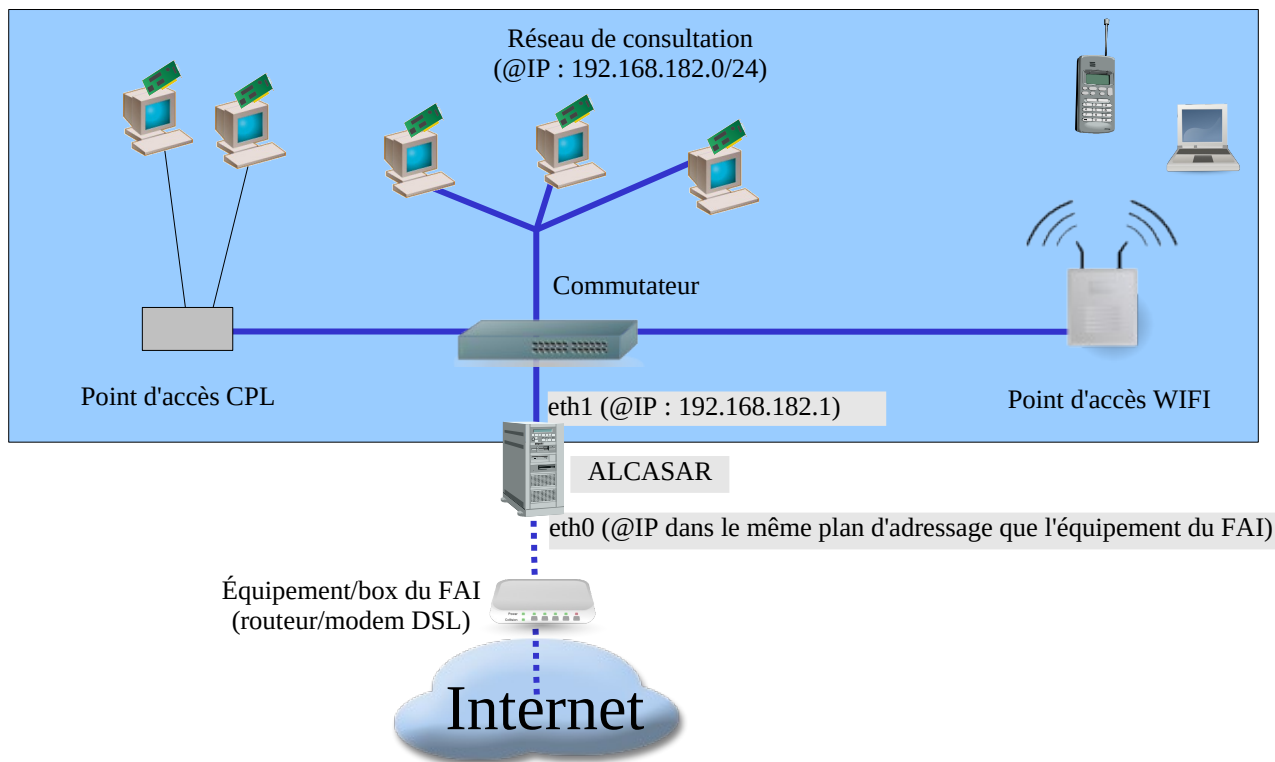 Réseau de consultation
(@IP : 192.168.182.0/24)
Commutateur
Point d'accès CPL
eth1 (@IP : 192.168.182.1)
Point d'accès WIFI
ALCASAR
eth0 (@IP dans le même plan d'adressage que l'équipement du FAI)
Équipement/box du FAI
(routeur/modem DSL)
Internet